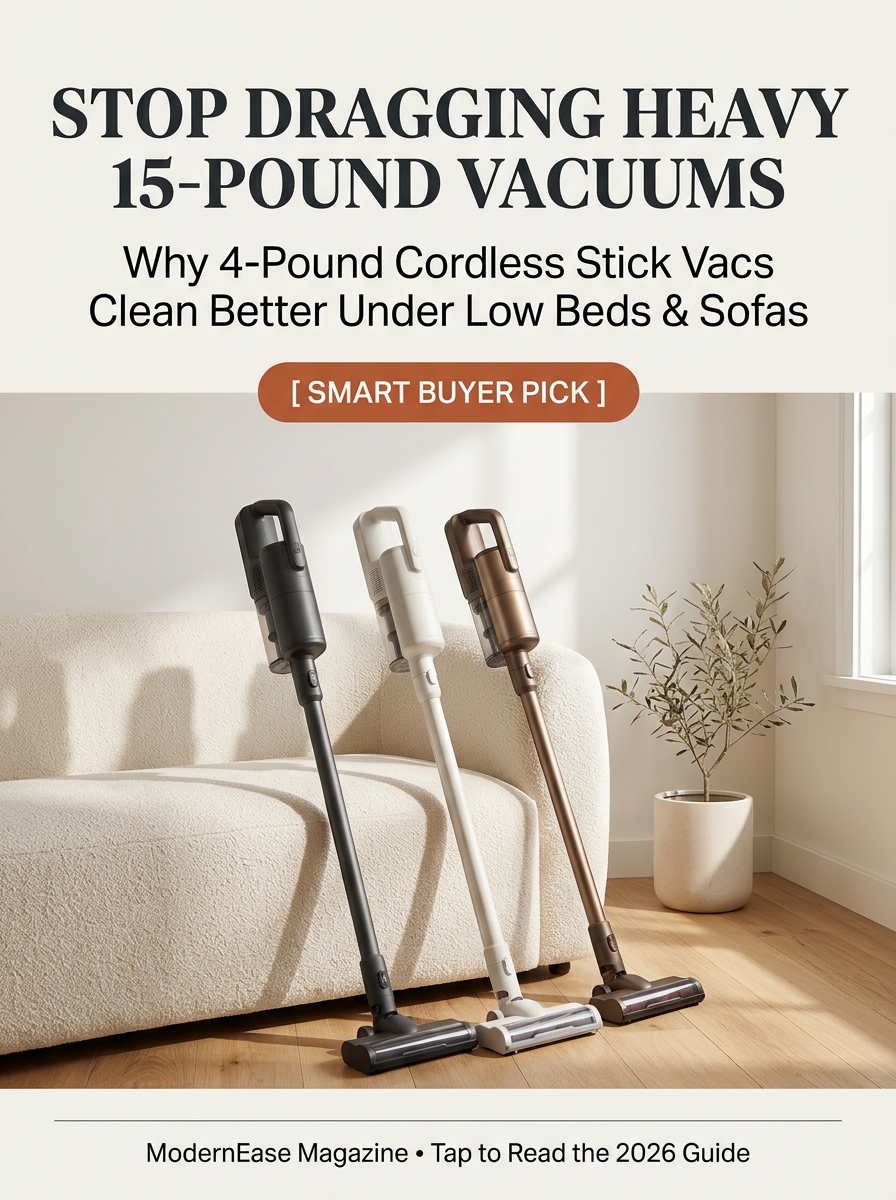 STOP DRAGGING HEAVY
15-POUND VACUUMS
Why 4-Pound Cordless Stick Vacs
Clean Better Under Low Beds & Sofas
[ SMART BUYER PICK ]
ModernEase Magazine • Tap to Read the 2026 Guide